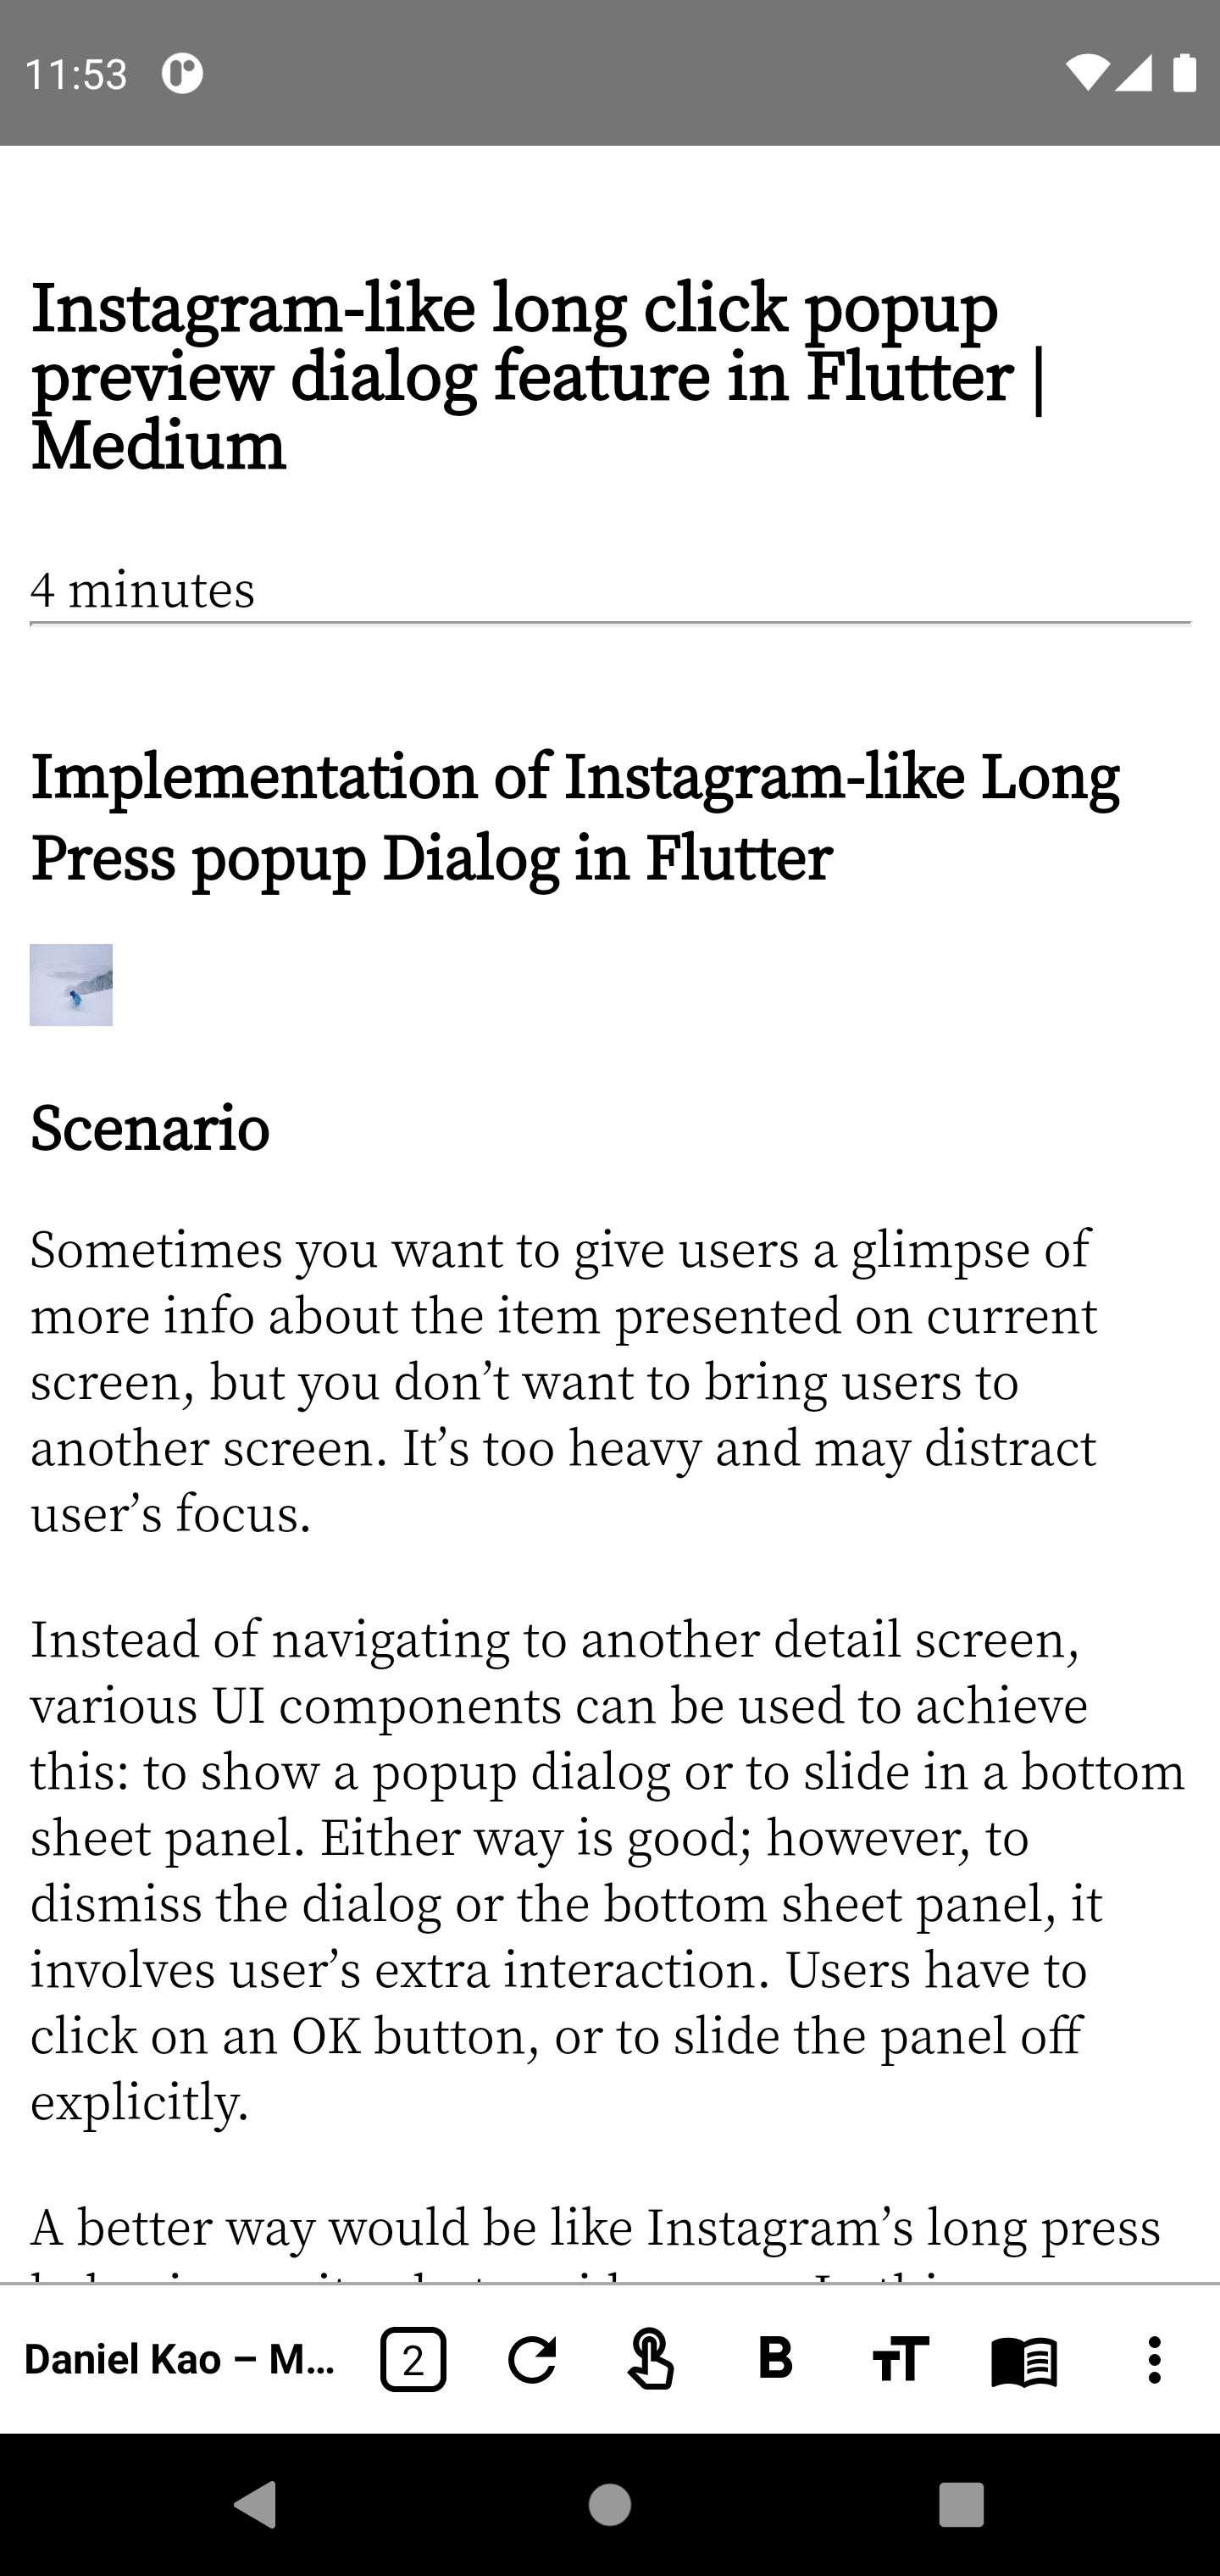 11:53
Instagram-like long click popup
preview dialog feature in Flutter |
Medium
4 minutes
Implementation of Instagram-like Long
Press popup Dialog in Flutter
Scenario
Sometimes you want to give users a glimpse of
more info about the item presented on current
screen, but you don’t want to bring users to
another screen. It’s too heavy and may distract
user’s focus.
Instead of navigating to another detail screen,
various UI components can be used to achieve
this: to show a popup dialog or to slide in a bottom
sheet panel. Either way is good; however, to
dismiss the dialog or the bottom sheet panel, it
involves user’s extra interaction. Users have to
click on an OK button, or to slide the panel off
explicitly.
A better way would be like Instagram’s long press
Daniel Kao – M... 2 B TT